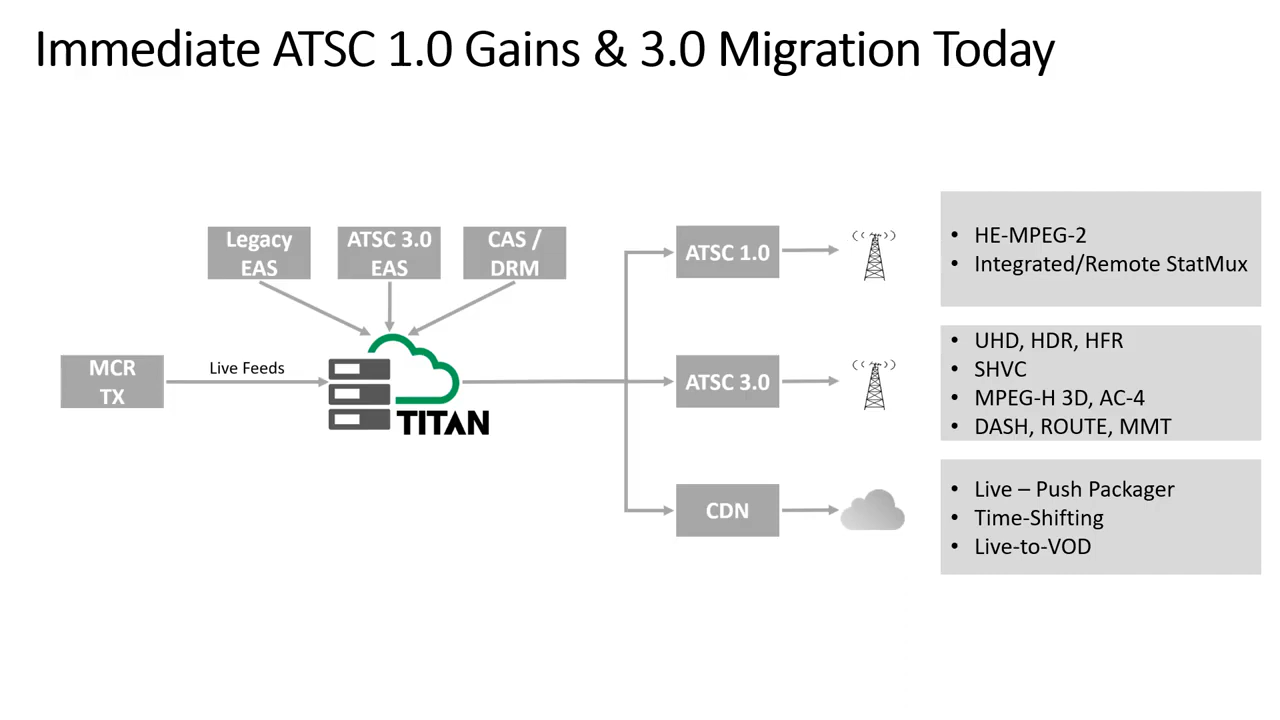 Immediate ATSC 1.0 Gains & 3.0 Migration Today
Legacy
EAS
ATSC 3.0
EAS
CAS /
DRM
MCR
TX
Live Feeds
TITAN
ATSC 1.0
ATSC 3.0
CDN
• HE-MPEG-2
• Integrated/Remote StatMux
• UHD, HDR, HFR
• SHVC
• MPEG-H 3D, AC-4
• DASH, ROUTE, MMT
• Live – Push Packager
• Time-Shifting
• Live-to-VOD